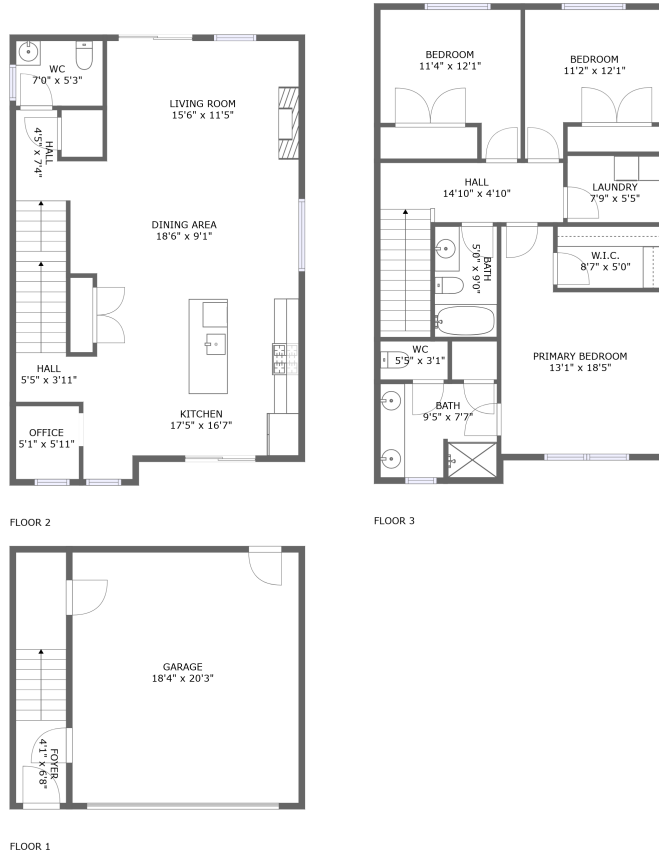 WC
7'0" x 5'3"
HALL
4'5" x 7'4"
LIVING ROOM
15'6" x 11'5"
DINING AREA
18'6" x 9'1"
HALL
5'5" x 3'11"
KITCHEN
17'5" x 16'7"
OFFICE
5'1" x 5'11"
FLOOR 2
BEDROOM
11'4" x 12'1"
BEDROOM
11'2" x 12'1"
HALL
14'10" x 4'10"
LAUNDRY
7'9" x 5'5"
BATH
5'0" x 9'0"
W.I.C.
8'7" x 5'0"
WC
5'5" x 3'1"
PRIMARY BEDROOM
13'1" x 18'5"
BATH
9'5" x 7'7"
FLOOR 3
GARAGE
18'4" x 20'3"
FOYER
4'1" x 6'8"
FLOOR 1